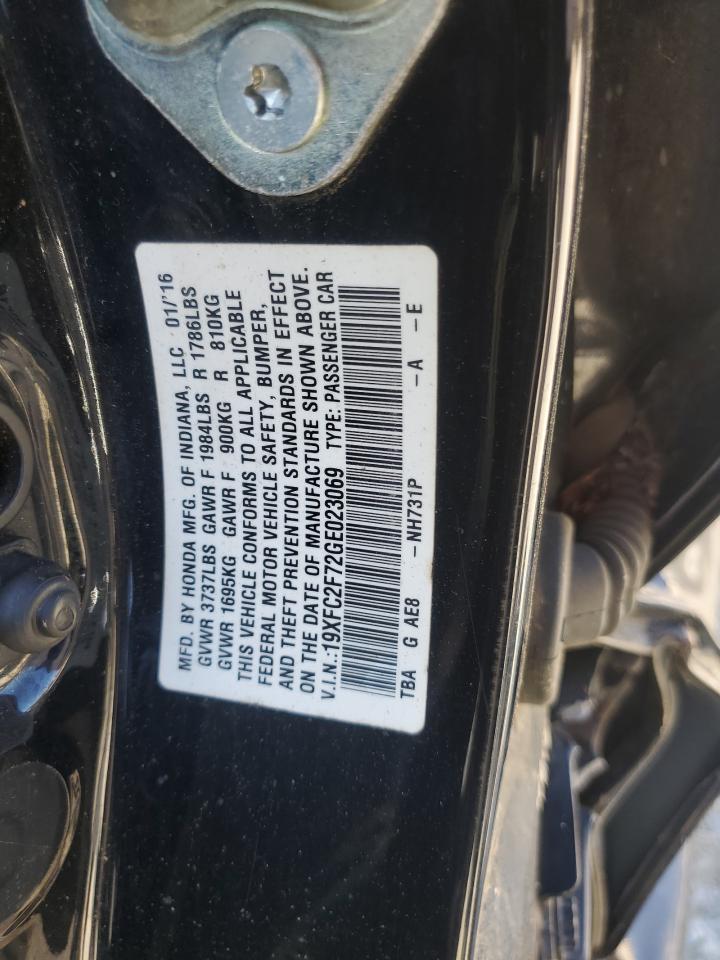 MFD. BY HONDA MFG. OF INDIANA, LLC 01/'16
GVWR 3737LBS GAWR F 1984LBS R 1786LBS
GVWR 1695KG GAWR F 900KG R 810KG
THIS VEHICLE CONFORMS TO ALL APPLICABLE
FEDERAL MOTOR VEHICLE SAFETY, BUMPER,
AND THEFT PREVENTION STANDARDS IN EFFECT
ON THE DATE OF MANUFACTURE SHOWN ABOVE.
V.I.N.:19XFC2F72GE023069 TYPE: PASSENGER CAR
TBA G AE8 -NH731P -A -E